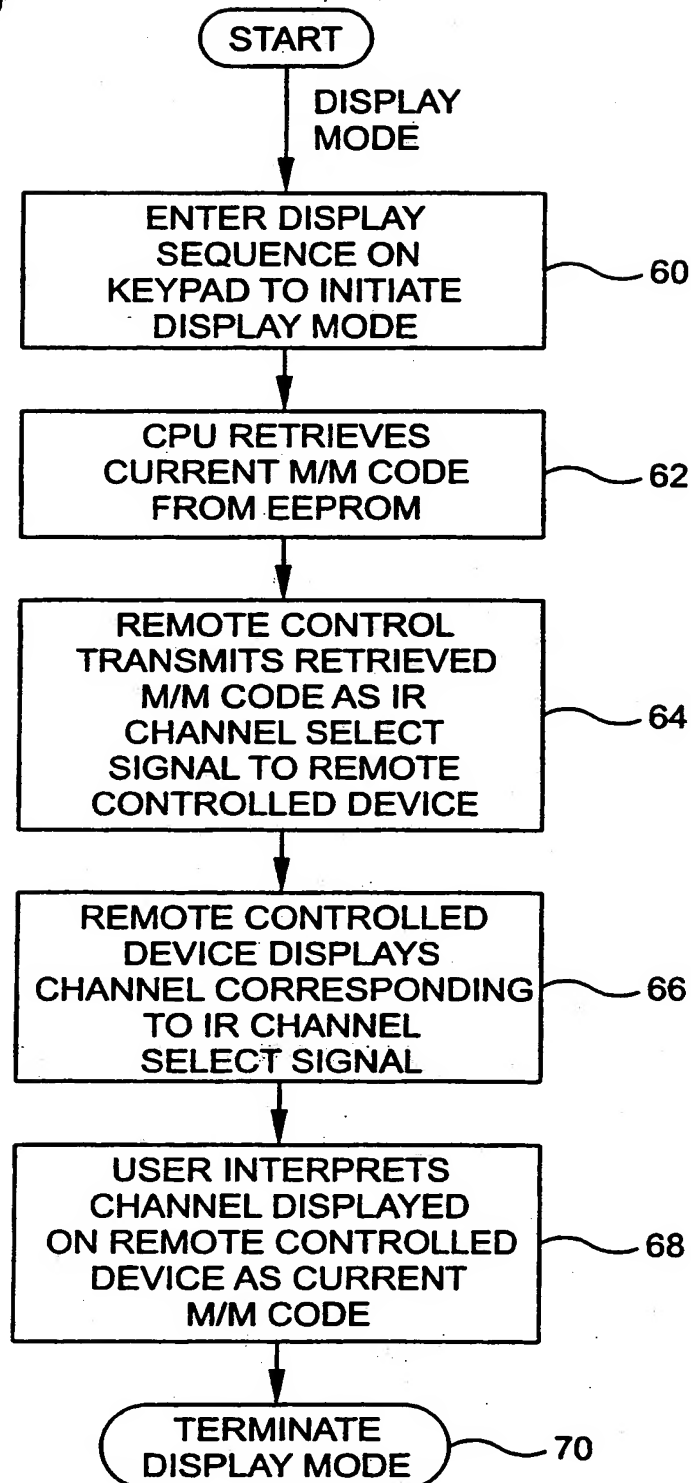 START
DISPLAY
MODE
ENTER DISPLAY
SEQUENCE ON
KEYPAD TO INITIATE
DISPLAY MODE
60
CPU RETRIEVES
CURRENT M/M CODE
FROM EEPROM
62
REMOTE CONTROL
TRANSMITS RETRIEVED
M/M CODE AS IR
CHANNEL SELECT
SIGNAL TO REMOTE
CONTROLLED DEVICE
64
REMOTE CONTROLLED
DEVICE DISPLAYS
CHANNEL CORRESPONDING
TO IR CHANNEL
SELECT SIGNAL
66
USER INTERPRETS
CHANNEL DISPLAYED
ON REMOTE CONTROLLED
DEVICE AS CURRENT
M/M CODE
68
TERMINATE
DISPLAY MODE
70